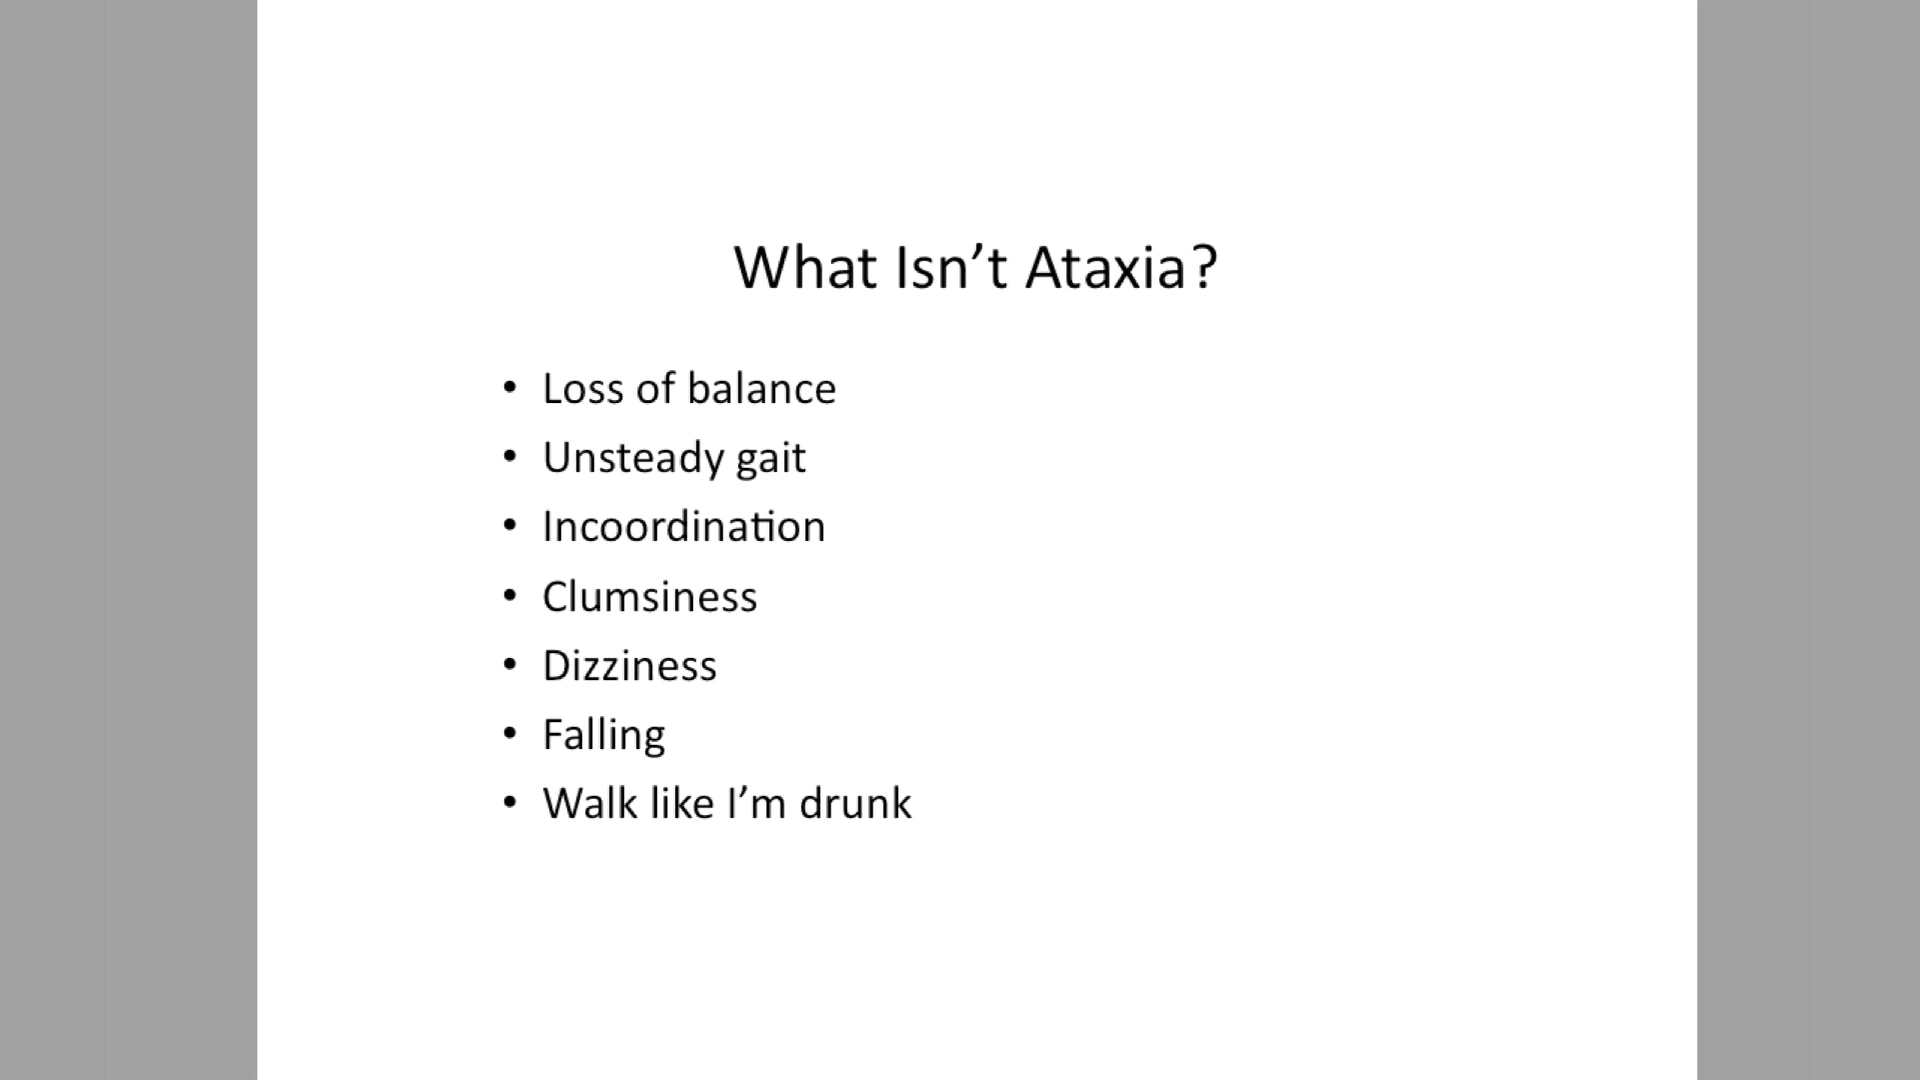 What Isn’t Ataxia?
• Loss of balance
• Unsteady gait
• Incoordination
• Clumsiness
• Dizziness
• Falling
• Walk like I’m drunk